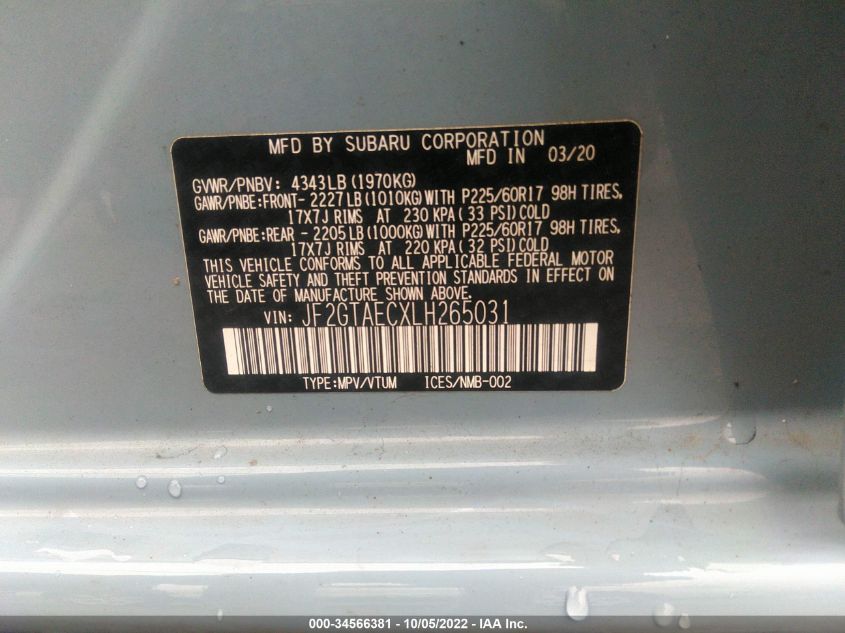 MFD BY SUBARU CORPORATION
MFD IN 03/20
GVWR/PNBV: 4343LB (1970KG)
GAWR/PNBE:FRONT- 2227LB (1010KG) WITH P225/60R17 98H TIRES,
17X7J RIMS AT 230 KPA ( 33 PSI) COLD
GAWR/PNBE:REAR - 2205LB (1000KG) WITH P225/60R17 98H TIRES,
17X7J RIMS AT 220 KPA ( 32 PSI) COLD
THIS VEHICLE CONFORMS TO ALL APPLICABLE FEDERAL MOTOR
VEHICLE SAFETY AND THEFT PREVENTION STANDARDS IN EFFECT ON
THE DATE OF MANUFACTURE SHOWN ABOVE.
VIN: JF2GTAECXLH265031
TYPE:MPV/VTUM ICES/NMB-002
000-34566381 - 10/05/2022 - IAA Inc.